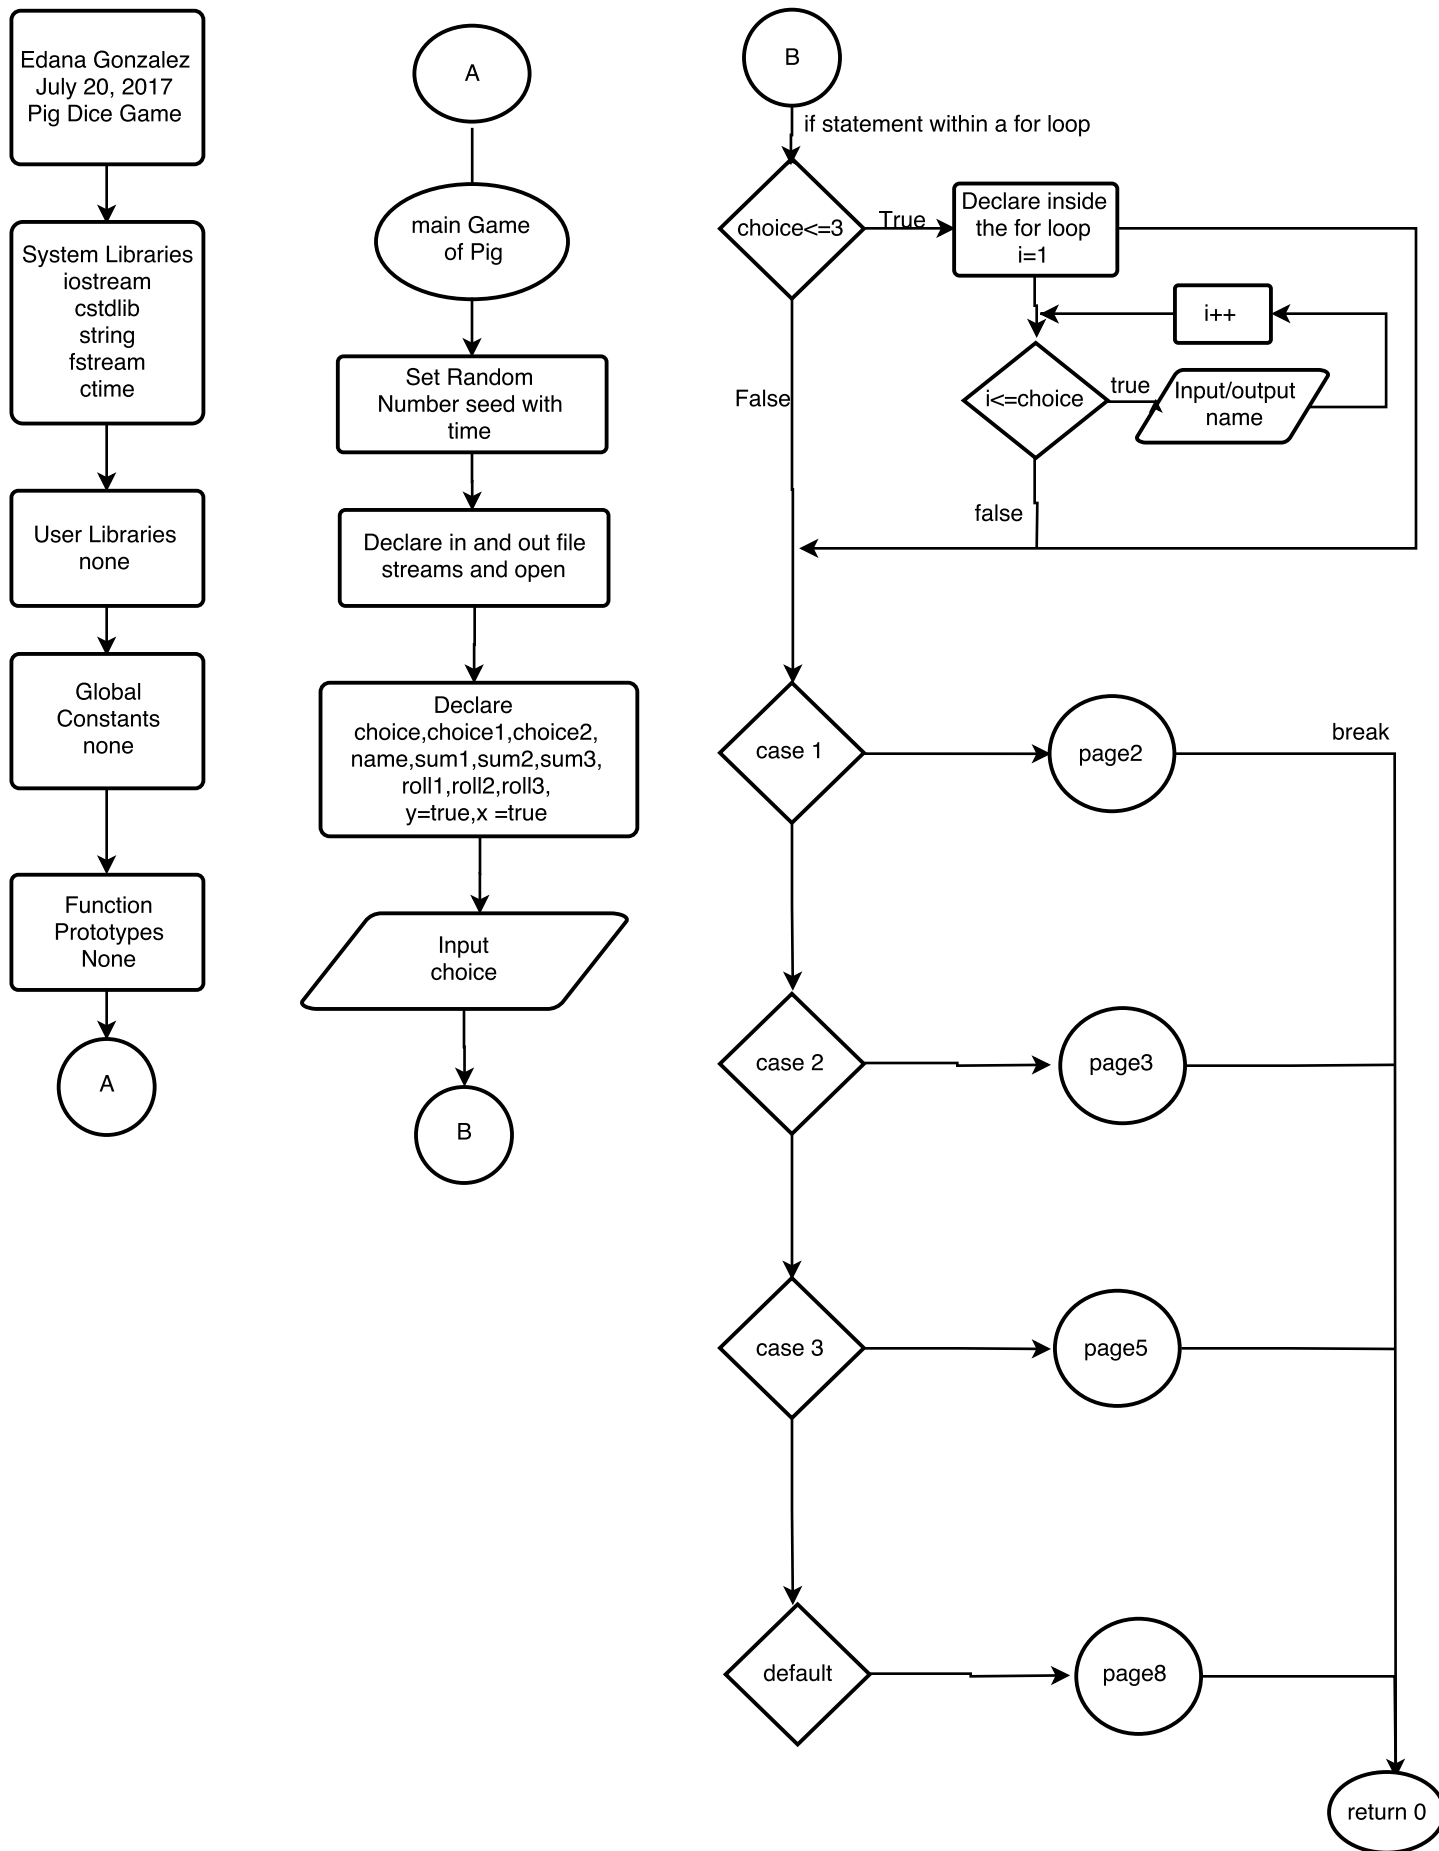 Edana Gonzalez
July 20, 2017
Pig Dice Game
System Libraries
iostream
cstdlib
string
fstream
ctime
User Libraries
none
Global
Constants
none
Function
Prototypes
None
A
A
main Game
of Pig
Set Random
Number seed with
time
Declare in and out file
streams and open
Declare
choice,choice1,choice2,
name,sum1,sum2,sum3,
roll1,roll2,roll3,
y=true,x =true
Input
choice
B
B
if statement within a for loop
choice<=3
True
Declare inside
the for loop
i=1
i++
i<=choice
true
Input/output
name
False
false
case 1
page2
break
case 2
page3
case 3
page5
default
page8
return 0